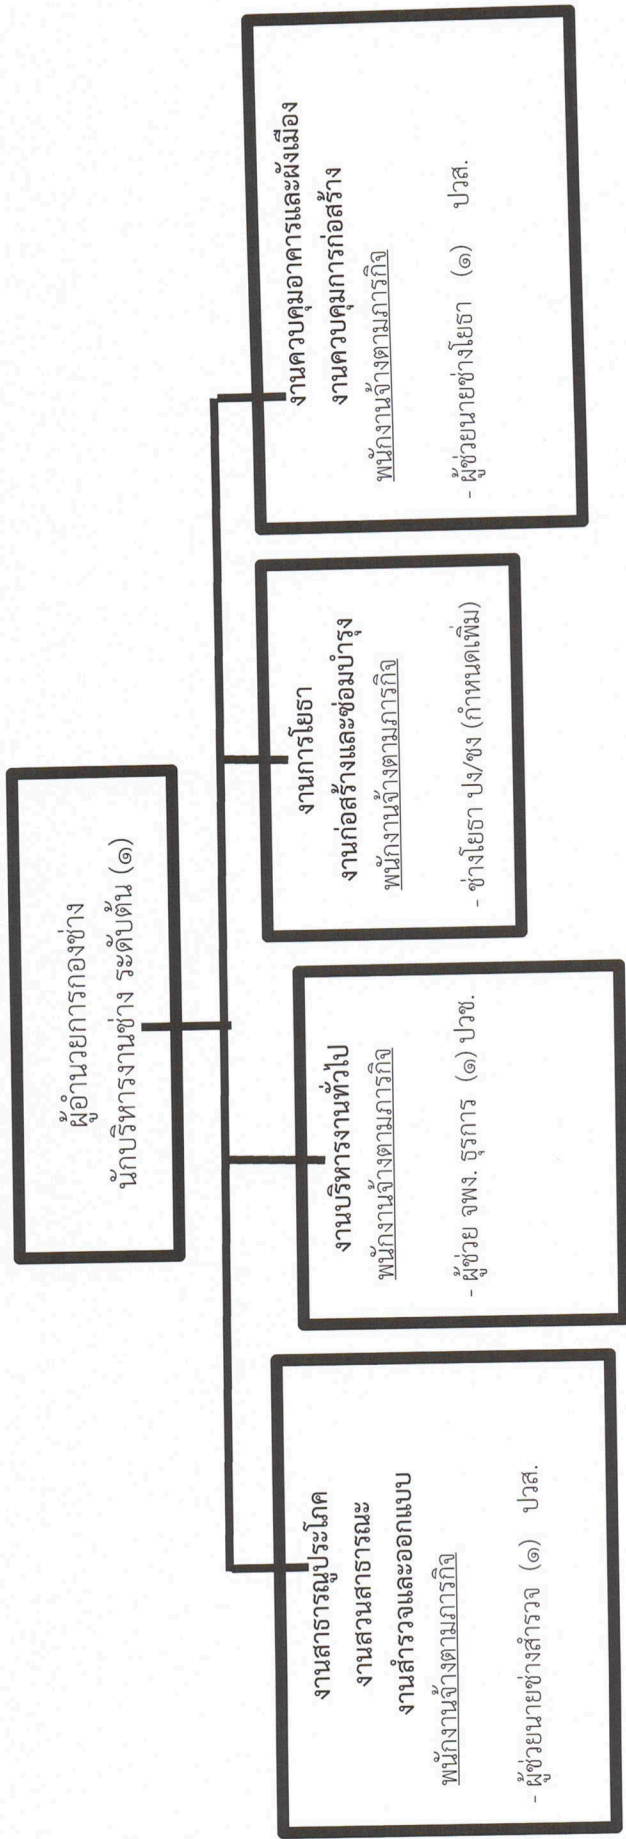 ผู้อำนวยการกองช่าง
นักบริหารงานช่าง ระดับต้น (๑)
งานสาธารณูประโภค
งานสวนสาธารณะ
งานสำรวจและออกแบบ
พนักงานจ้างตามภารกิจ
- ผู้ช่วยนายช่างสำรวจ (๑) ปวส.
งานบริหารงานทั่วไป
พนักงานจ้างตามภารกิจ
- ผู้ช่วย จพง. ธุรการ (๑) ปวช.
งานการโยธา
งานก่อสร้างและซ่อมบำรุง
พนักงานจ้างตามภารกิจ
- ช่างโยธา ปง/ชง (กำหนดเพิ่ม)
งานควบคุมอาคารและผังเมือง
งานควบคุมการก่อสร้าง
พนักงานจ้างตามภารกิจ
- ผู้ช่วยนายช่างโยธา (๑) ปวส.